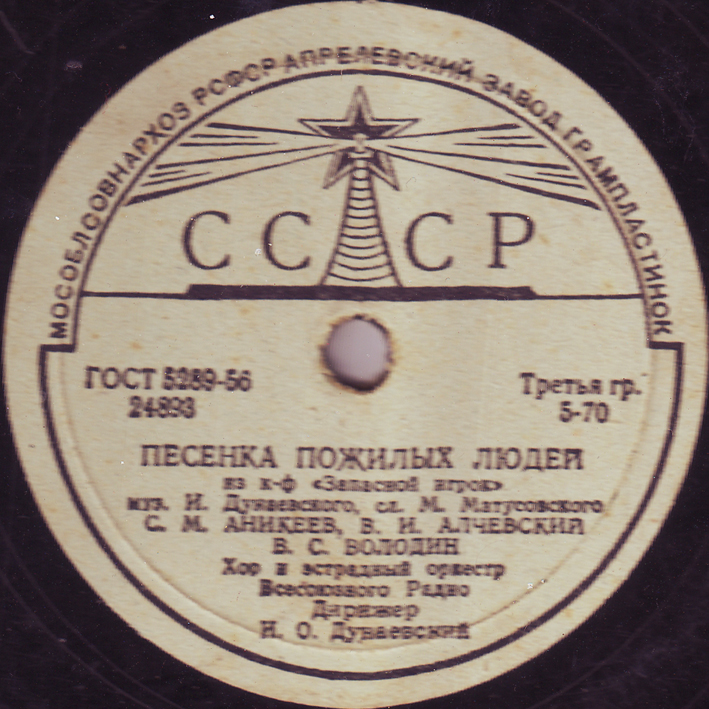 МОСОБЛСОВНАРХОЗ РСФСР АПРЕЛЕВСКИЙ ЗАВОД ГРАМПЛАСТИНОК
СССР
ГОСТ 5289-56
24893
Третья гр.
5-70
ПЕСЕНКА ПОЖИЛЫХ ЛЮДЕЙ
из к-ф «Запасной игрок»
муз. И. Дунаевского, сл. М. Матусовского
С. М. АНИКЕЕВ, В. И. АЛЧЕВСКИЙ
В. С. ВОЛОДИН
Хор и эстрадный оркестр
Всесоюзного Радио
Дирижер
И. О. Дунаевский